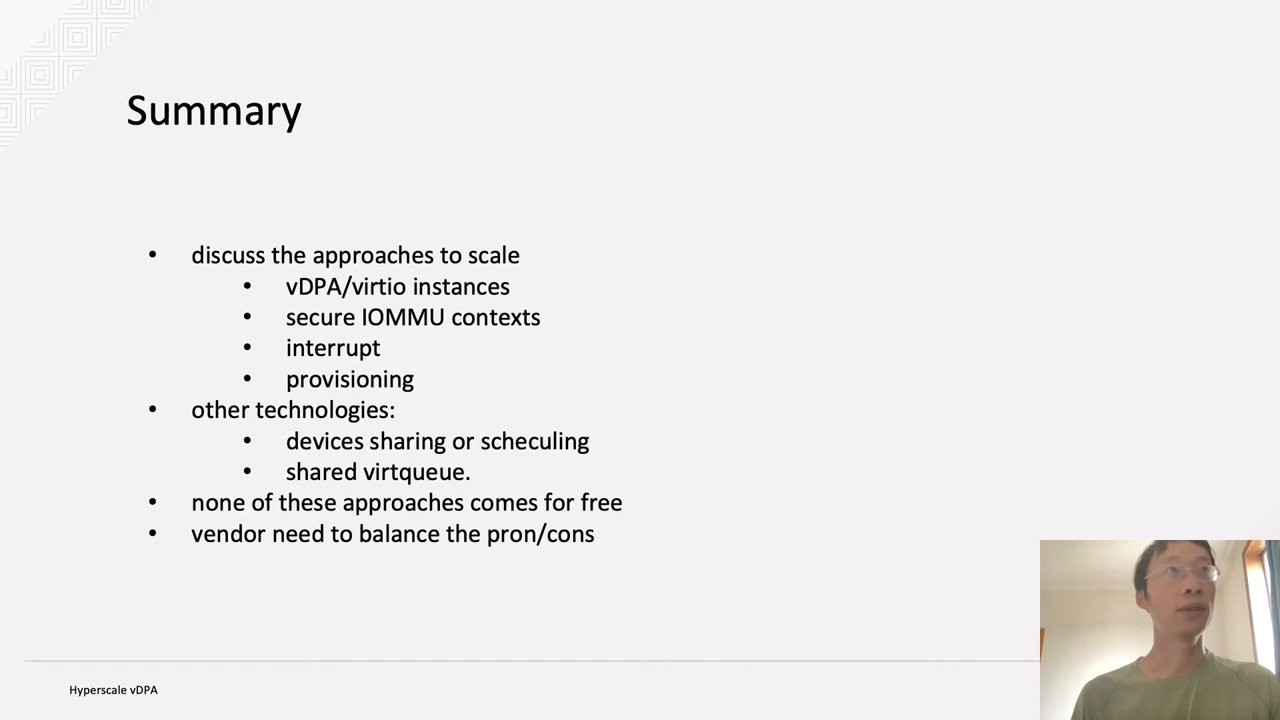 Summary
• discuss the approaches to scale
• vDPA/virtio instances
• secure IOMMU contexts
• interrupt
• provisioning
• other technologies:
• devices sharing or scheculing
• shared virtqueue.
• none of these approaches comes for free
• vendor need to balance the pron/cons
Hyperscale vDPA